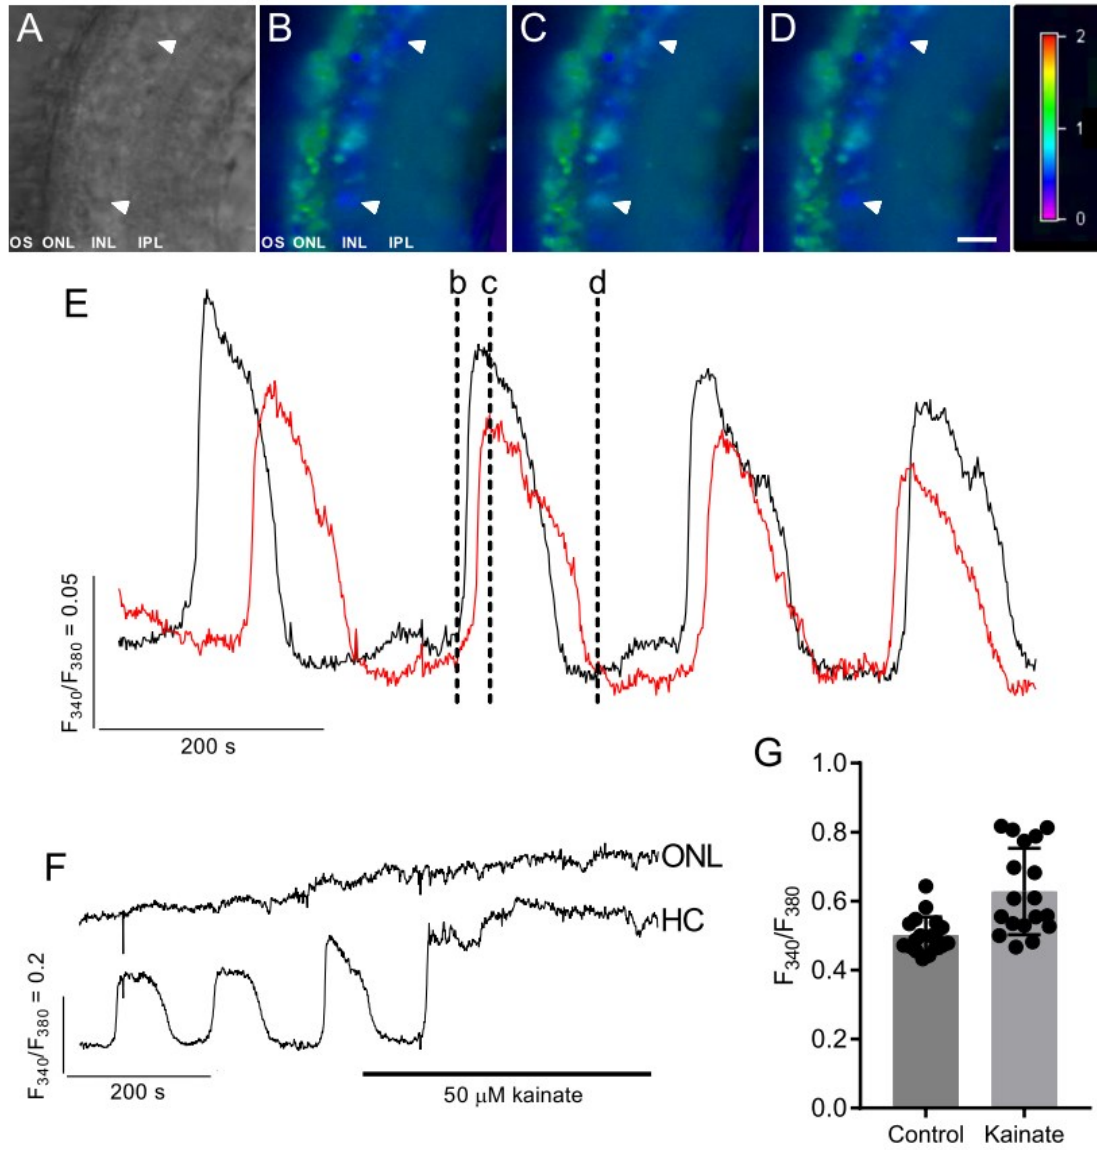 A
B
C
D
2
1
0
OS ONL INL IPL
OS ONL INL IPL
E
b
c
d
F340/F380 = 0.05
200 s
F
ONL
HC
F340/F380 = 0.2
200 s
50 μM kainate
G
F340/F380
1.0
0.8
0.6
0.4
0.2
0.0
Control
Kainate